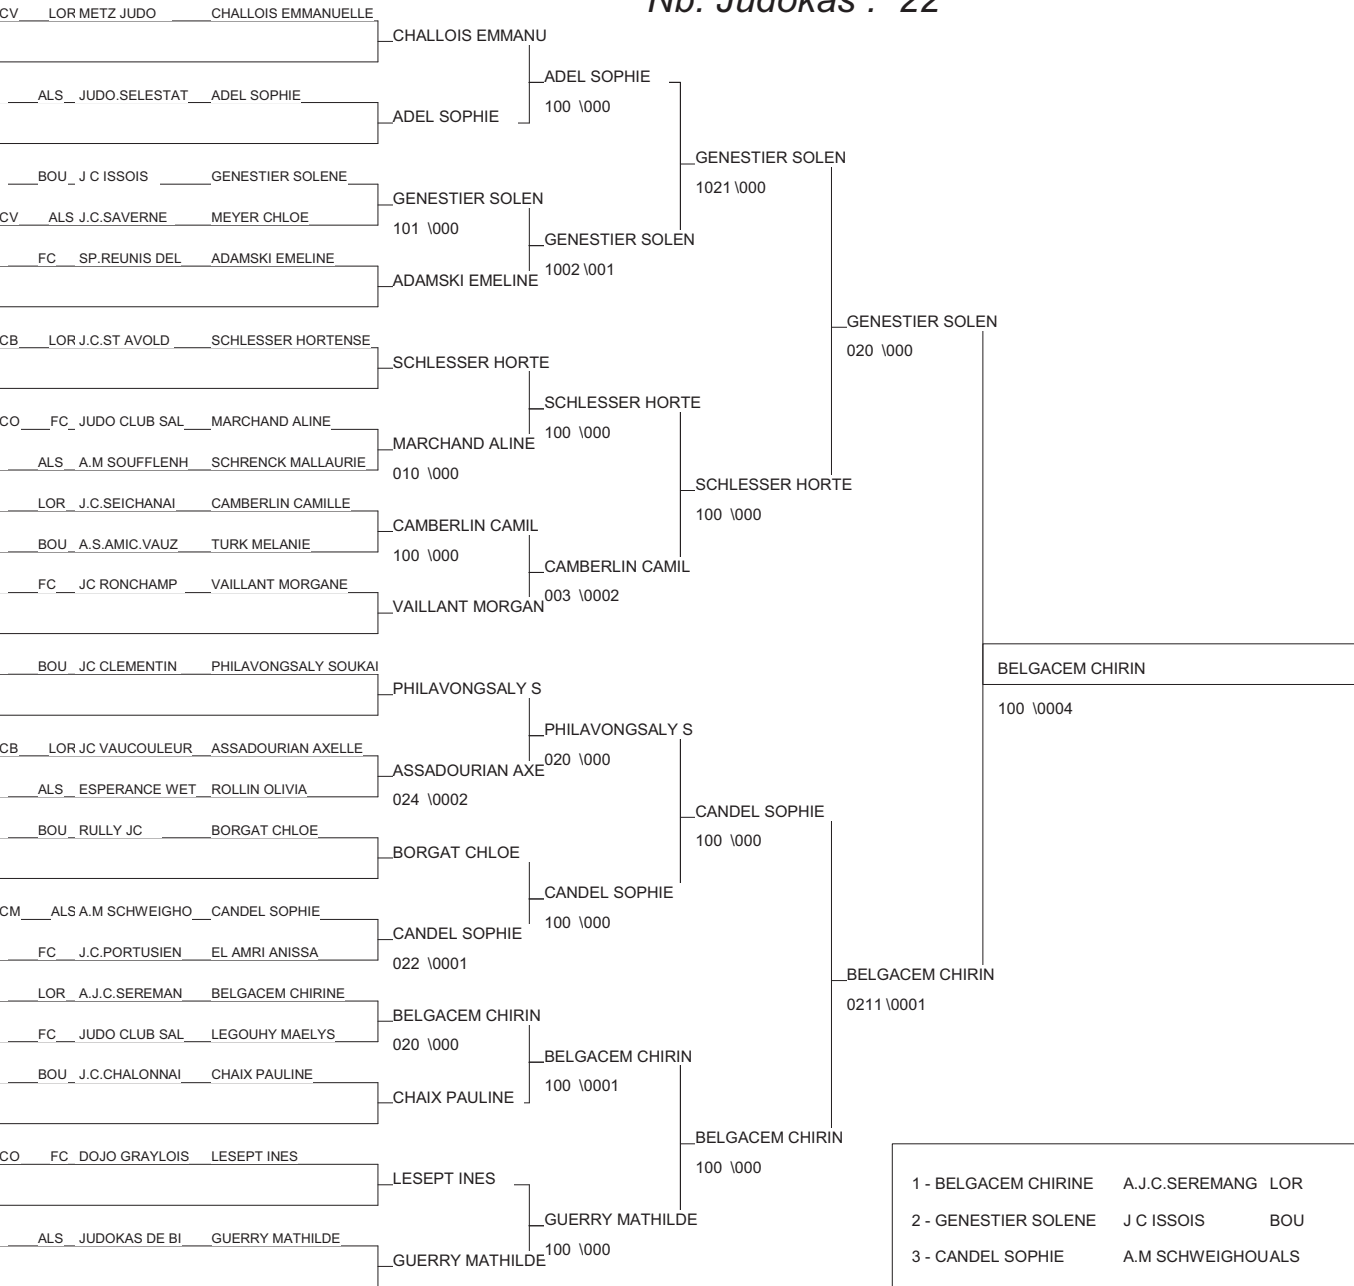 Nb. Judokas : 22
CV LOR METZ JUDO CHALLOIS EMMANUELLE
CHALLOIS EMMANU
ADEL SOPHIE
100 \000
ALS JUDO.SELESTAT ADEL SOPHIE
ADEL SOPHIE
GENESTIER SOLEN
1021 \000
BOU J C ISSOIS GENESTIER SOLENE
GENESTIER SOLEN
101 \000
CV ALS J.C.SAVERNE MEYER CHLOE
GENESTIER SOLEN
1002 \001
FC SP.REUNIS DEL ADAMSKI EMELINE
ADAMSKI EMELINE
GENESTIER SOLEN
020 \000
CB LOR J.C.ST AVOLD SCHLESSER HORTENSE
SCHLESSER HORTE
SCHLESSER HORTE
100 \000
CO FC JUDO CLUB SAL MARCHAND ALINE
MARCHAND ALINE
010 \000
ALS A.M SOUFFLENH SCHRENCK MALLAURIE
SCHLESSER HORTE
100 \000
LOR J.C.SEICHANAI CAMBERLIN CAMILLE
CAMBERLIN CAMIL
100 \000
BOU A.S.AMIC.VAUZ TURK MELANIE
CAMBERLIN CAMIL
003 \0002
FC JC RONCHAMP VAILLANT MORGANE
VAILLANT MORGAN
BELGACEM CHIRIN
100 \0004
BOU JC CLEMENTIN PHILAVONGSALY SOUKAI
PHILAVONGSALY S
PHILAVONGSALY S
020 \000
CB LOR JC VAUCOULEUR ASSADOURIAN AXELLE
ASSADOURIAN AXE
024 \0002
ALS ESPERANCE WET ROLLIN OLIVIA
CANDEL SOPHIE
100 \000
BOU RULLY JC BORGAT CHLOE
BORGAT CHLOE
CANDEL SOPHIE
100 \000
CM ALS A.M SCHWEIGHO CANDEL SOPHIE
CANDEL SOPHIE
022 \0001
FC J.C.PORTUSIEN EL AMRI ANISSA
BELGACEM CHIRIN
0211 \0001
LOR A.J.C.SEREMAN BELGACEM CHIRINE
BELGACEM CHIRIN
020 \000
FC JUDO CLUB SAL LEGOUHY MAELYS
BELGACEM CHIRIN
100 \0001
BOU J.C.CHALONNAI CHAIX PAULINE
CHAIX PAULINE
BELGACEM CHIRIN
100 \000
CO FC DOJO GRAYLOIS LESEPT INES
LESEPT INES
GUERRY MATHILDE
100 \000
ALS JUDOKAS DE BI GUERRY MATHILDE
GUERRY MATHILDE
1 - BELGACEM CHIRINE A.J.C.SEREMANG LOR
2 - GENESTIER SOLENE J C ISSOIS BOU
3 - CANDEL SOPHIE A.M SCHWEIGHOUALS